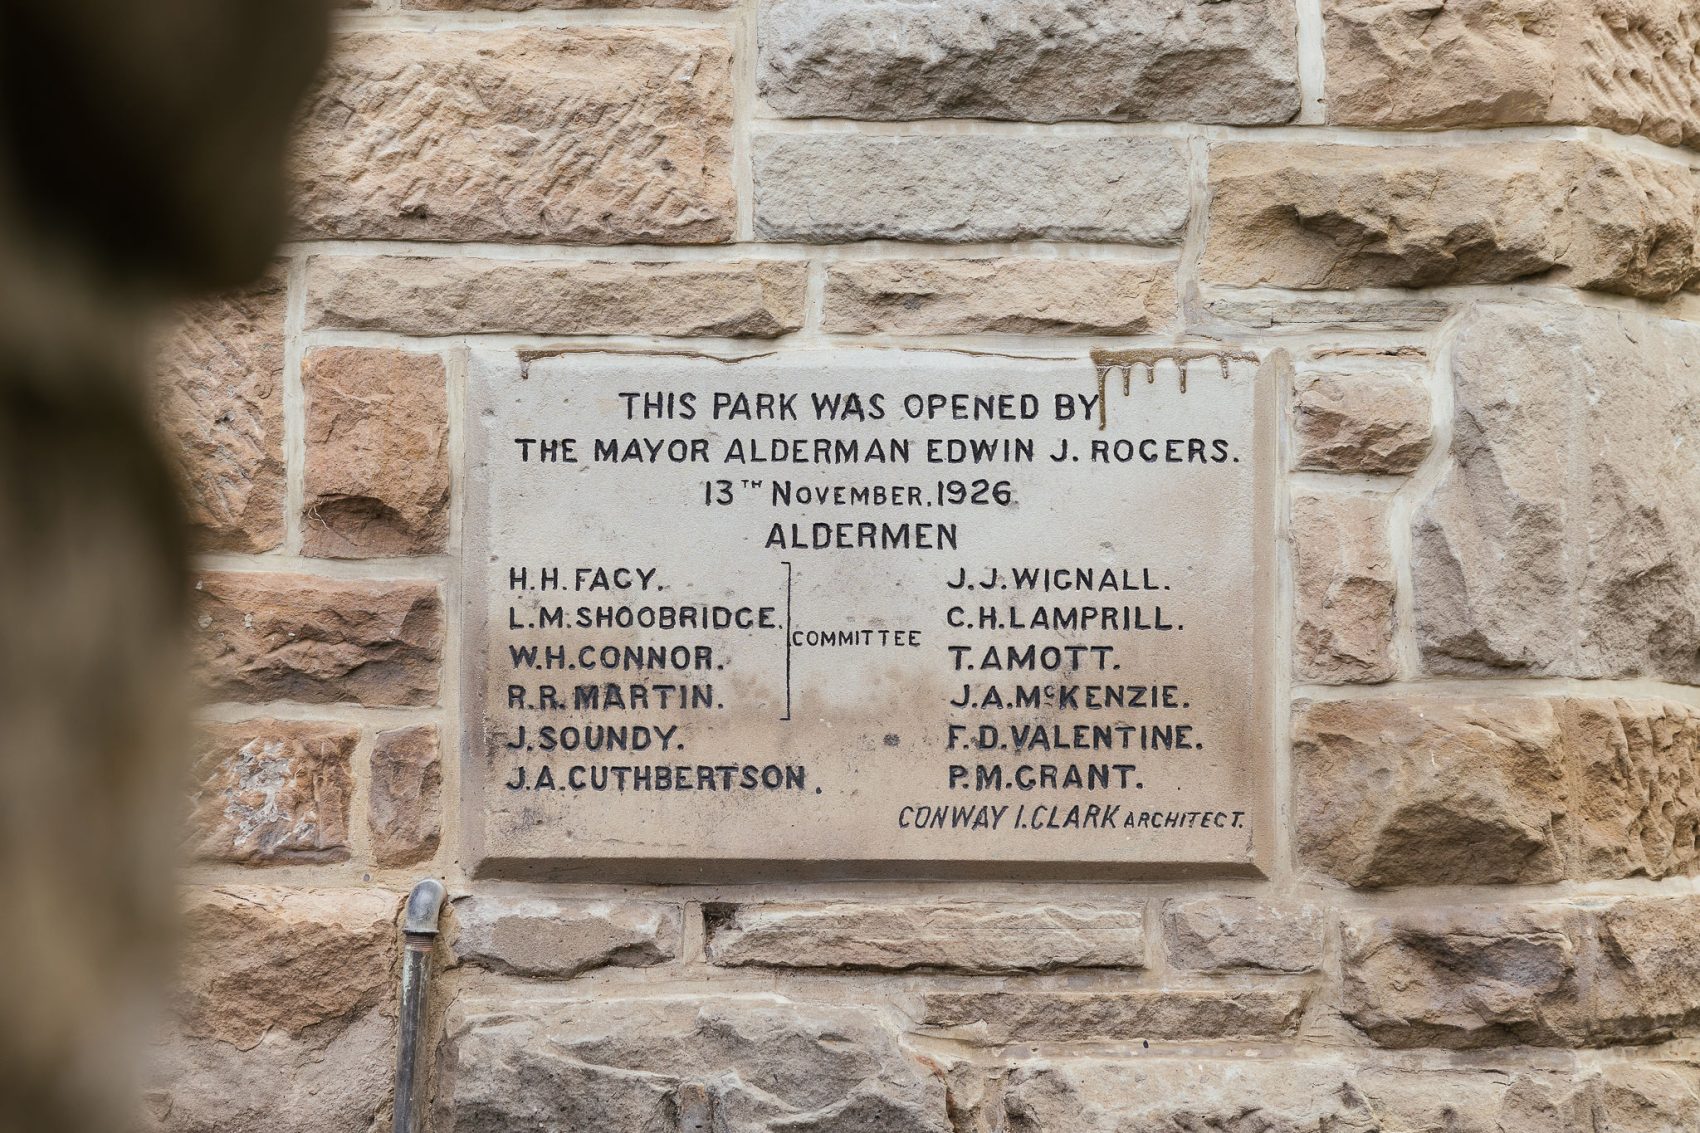 THIS PARK WAS OPENED BY
THE MAYOR ALDERMAN EDWIN J. ROGERS.
13TH NOVEMBER, 1926
ALDERMEN
H.H. FACY.
L.M. SHOOBRIDGE.
W.H. CONNOR.
R.R. MARTIN.
J. SOUNDY.
J.A. CUTHBERTSON.
COMMITTEE
J.J. WIGNALL.
C.H. LAMPRILL.
T. AMOTT.
J.A. McKENZIE.
F.D. VALENTINE.
P.M. GRANT.
CONWAY I. CLARK ARCHITECT.